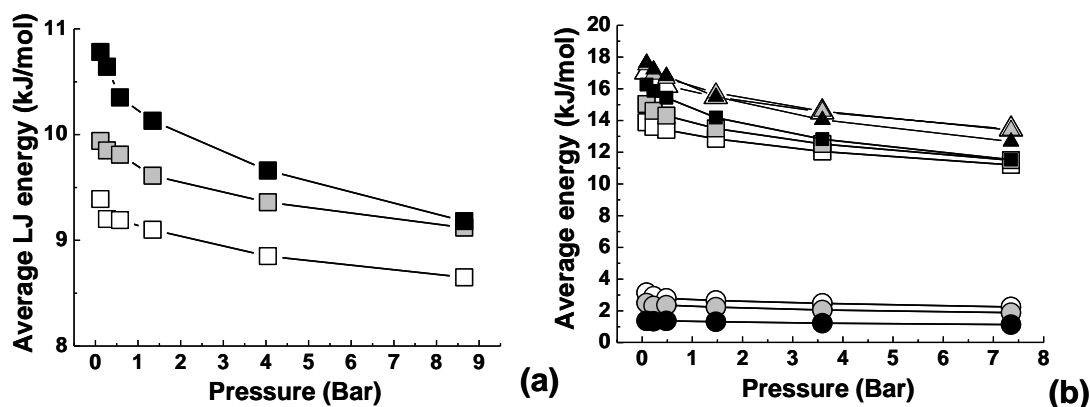 Average LJ energy (kJ/mol)
11
10
9
8
0 1 2 3 4 5 6 7 8 9
Pressure (Bar)
(a)
Average energy (kJ/mol)
20
18
16
14
12
10
8
6
4
2
0
0 1 2 3 4 5 6 7 8
Pressure (Bar)
(b)